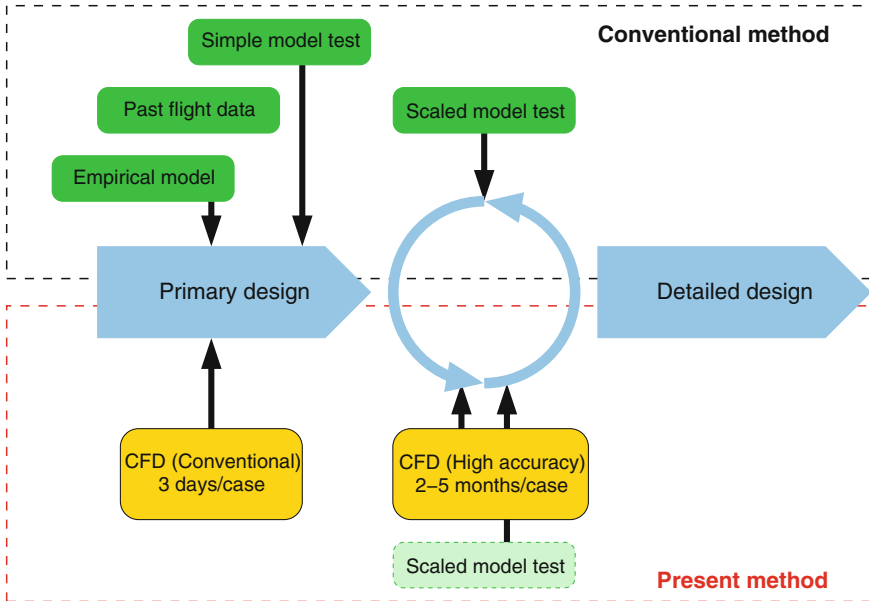 Simple model test
Conventional method
Past flight data
Scaled model test
Empirical model
Primary design
Detailed design
CFD (Conventional)
3 days/case
CFD (High accuracy)
2–5 months/case
Scaled model test
Present method